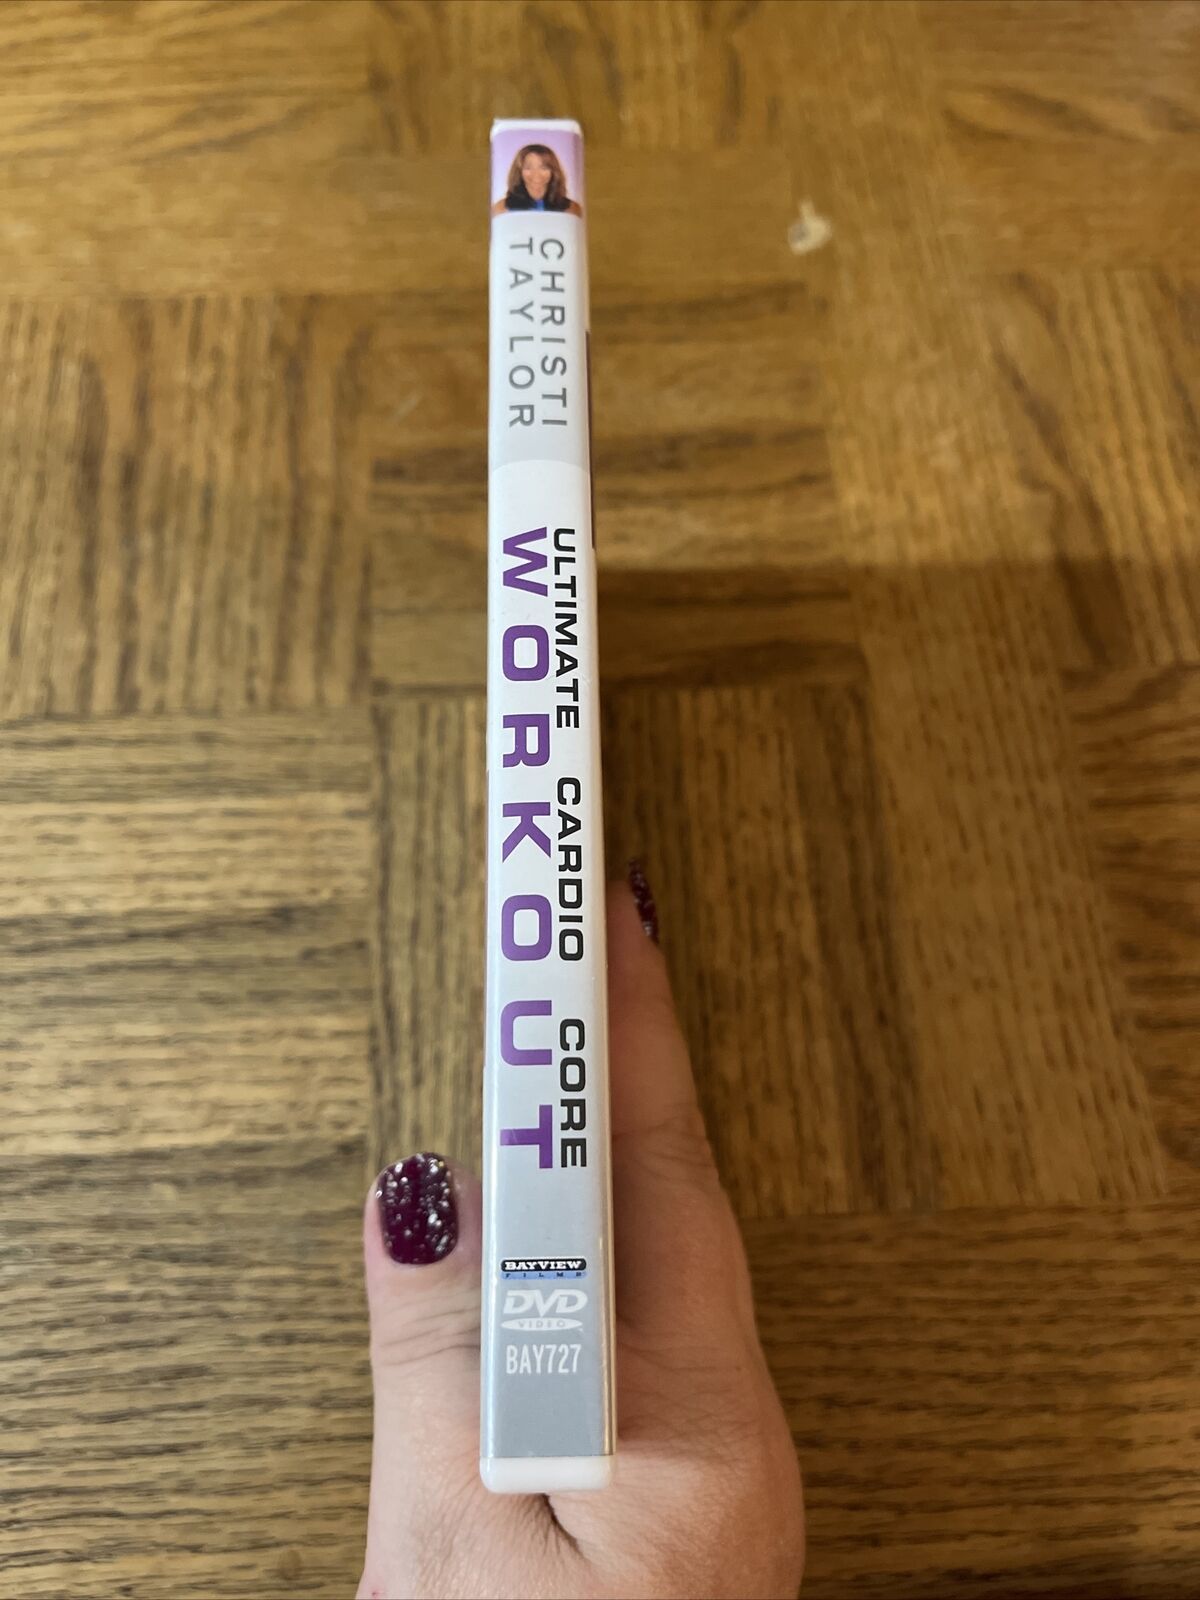 CHRISTI
TAYLOR
ULTIMATE CARDIO CORE
WORKOUT
BAYVIEW
FILMS
DVD
VIDEO
BAY727